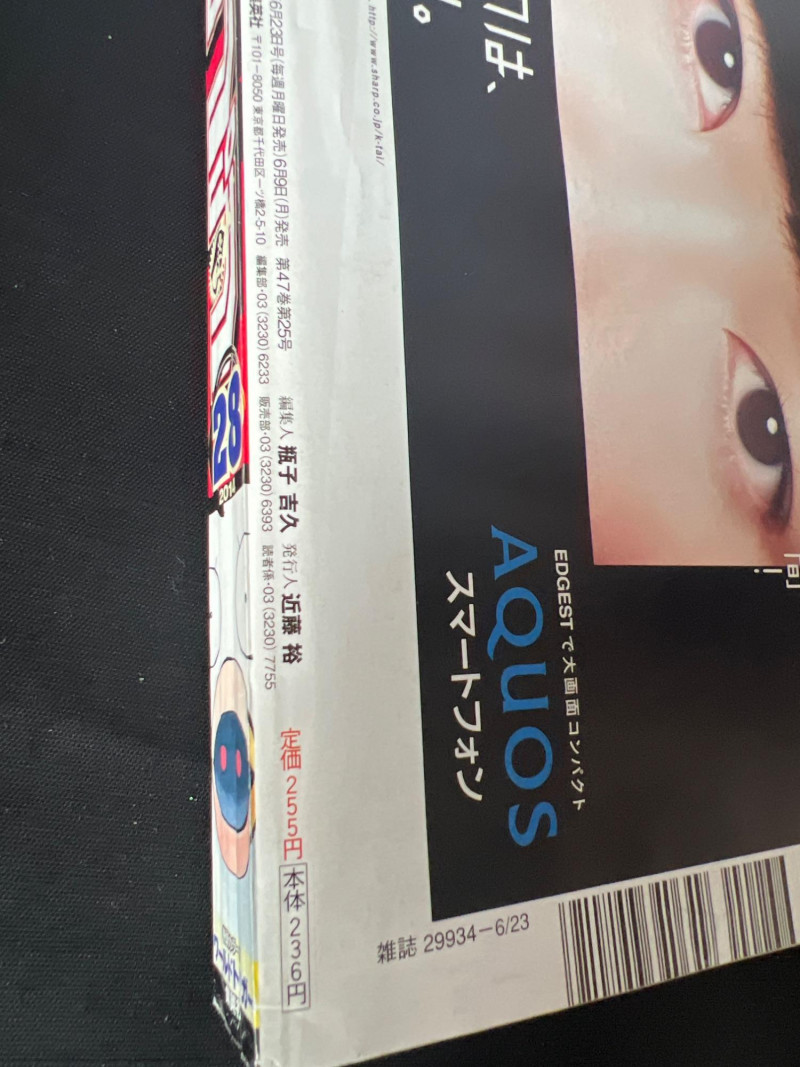 6月23日号(毎週月曜日発売)6月9日(月)発売 第47巻第25号 編集人 瓶子 吉久 発行人 近藤 裕
英社 〒101-8050 東京都千代田区一ツ橋2-5-10 編集部・03(3230)6233 販売部・03(3230)6393 読者係・03(3230)7755
定価255円
本体236円
http://www.sharp.co.jp/k-tai/
は、
。
EDGESTで大画面コンパクト
AQUOS
スマートフォン
雑誌 29934-6/23
28
2014